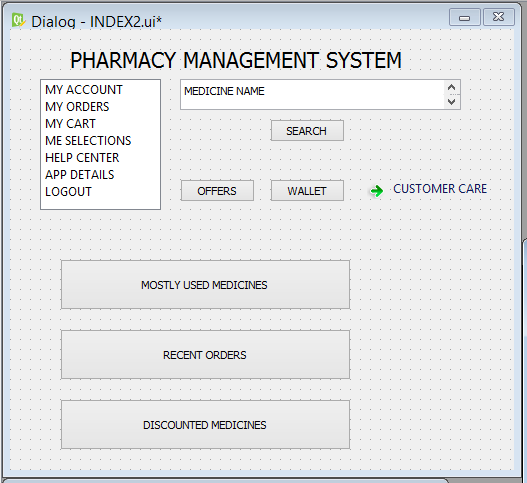 Dialog - INDEX2.ui*
PHARMACY MANAGEMENT SYSTEM
MY ACCOUNT
MY ORDERS
MY CART
ME SELECTIONS
HELP CENTER
APP DETAILS
LOGOUT
MEDICINE NAME
SEARCH
OFFERS
WALLET
CUSTOMER CARE
MOSTLY USED MEDICINES
RECENT ORDERS
DISCOUNTED MEDICINES